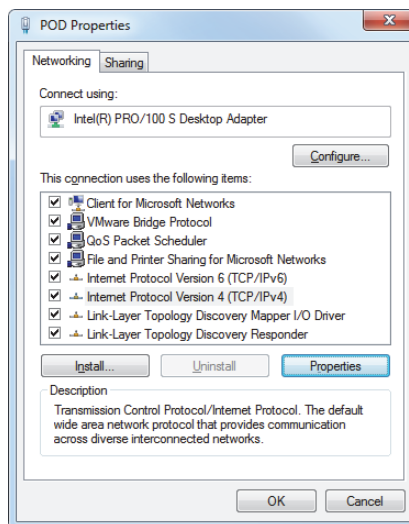 POD Properties
Networking
Sharing
Connect using:
Intel(R) PRO/100 S Desktop Adapter
Configure...
This connection uses the following items:
Client for Microsoft Networks
VMware Bridge Protocol
QoS Packet Scheduler
File and Printer Sharing for Microsoft Networks
Internet Protocol Version 6 (TCP/IPv6)
Internet Protocol Version 4 (TCP/IPv4)
Link-Layer Topology Discovery Mapper I/O Driver
Link-Layer Topology Discovery Responder
Install...
Uninstall
Properties
Description
Transmission Control Protocol/Internet Protocol. The default
wide area network protocol that provides communication
across diverse interconnected networks.
OK
Cancel